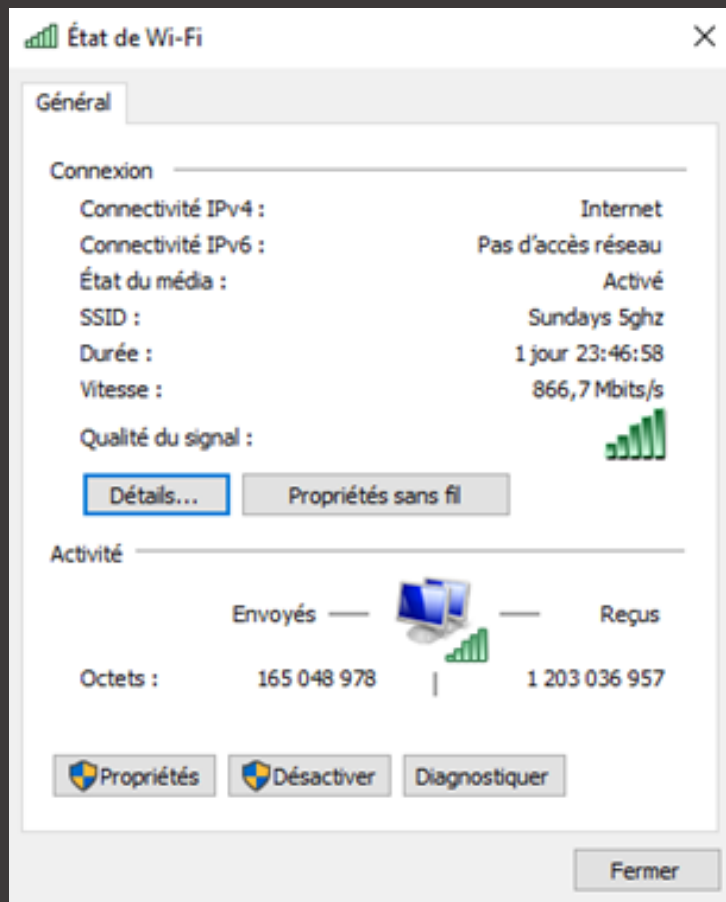 État de Wi-Fi
Général
Connexion
Connectivité IPv4 : Internet
Connectivité IPv6 : Pas d'accès réseau
État du média : Activé
SSID : Sundays 5ghz
Durée : 1 jour 23:46:58
Vitesse : 866,7 Mbits/s
Qualité du signal :
Détails... Propriétés sans fil
Activité
Envoyés Reçus
Octets : 165 048 978 1 203 036 957
Propriétés Désactiver Diagnostiquer
Fermer